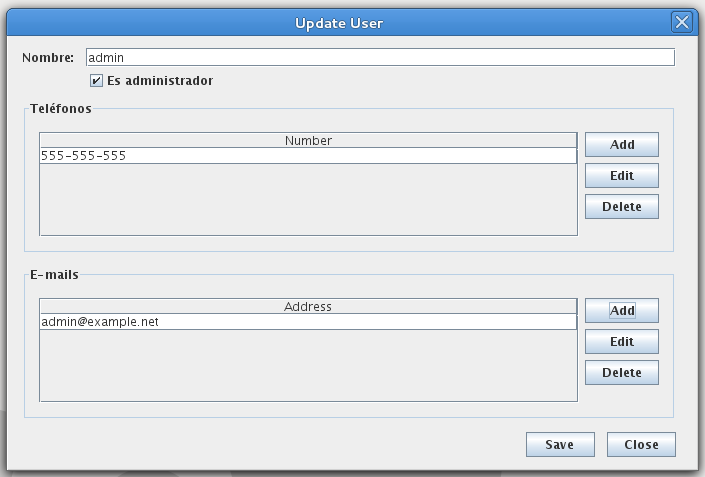 Update User
Nombre: admin
Es administrador
Teléfonos
Number
555-555-555
Add
Edit
Delete
E-mails
Address
admin@example.net
Add
Edit
Delete
Save Close